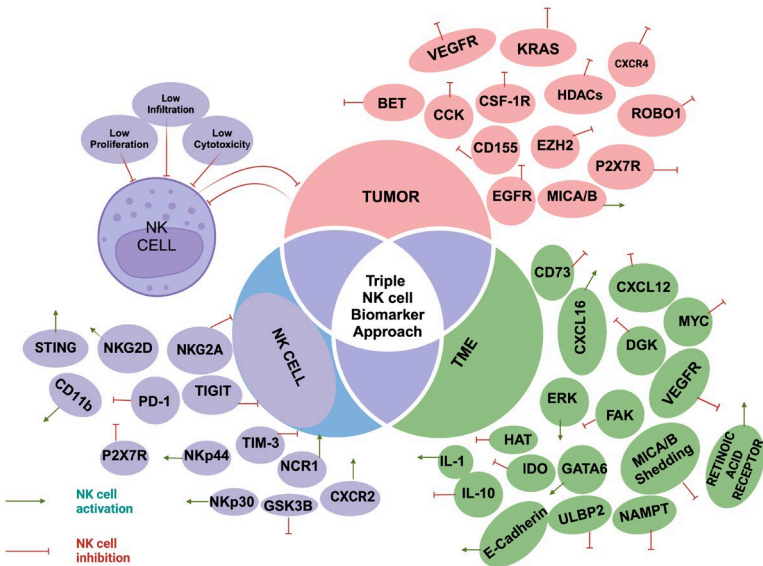 VEGFR
KRAS
CXCR4
BET
CCK
CSF-1R
HDACs
ROBO1
CD155
EZH2
P2X7R
EGFR
MICA/B
Low
Infiltration
Low
Proliferation
Low
Cytotoxicity
NK
CELL
TUMOR
Triple
NK cell
Biomarker
Approach
NK CELL
TME
CD73
CXCL16
CXCL12
MYC
DGK
VEGFR
ERK
FAK
HAT
IL-1
IDO
GATA6
MICA/B
Shedding
RETINOIC
ACID
RECEPTOR
IL-10
E-Cadherin
ULBP2
NAMPT
STING
NKG2D
NKG2A
CD11b
PD-1
TIGIT
P2X7R
NKp44
TIM-3
NCR1
NKp30
GSK3B
CXCR2
NK cell
activation
NK cell
inhibition